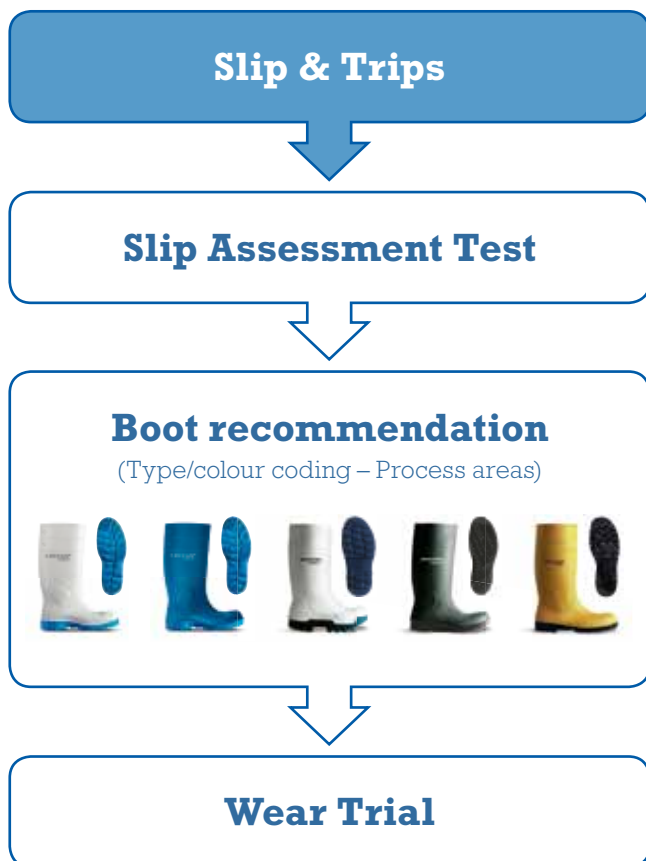 Slip & Trips
Slip Assessment Test
Boot recommendation
(Type/colour coding – Process areas)
Wear Trial